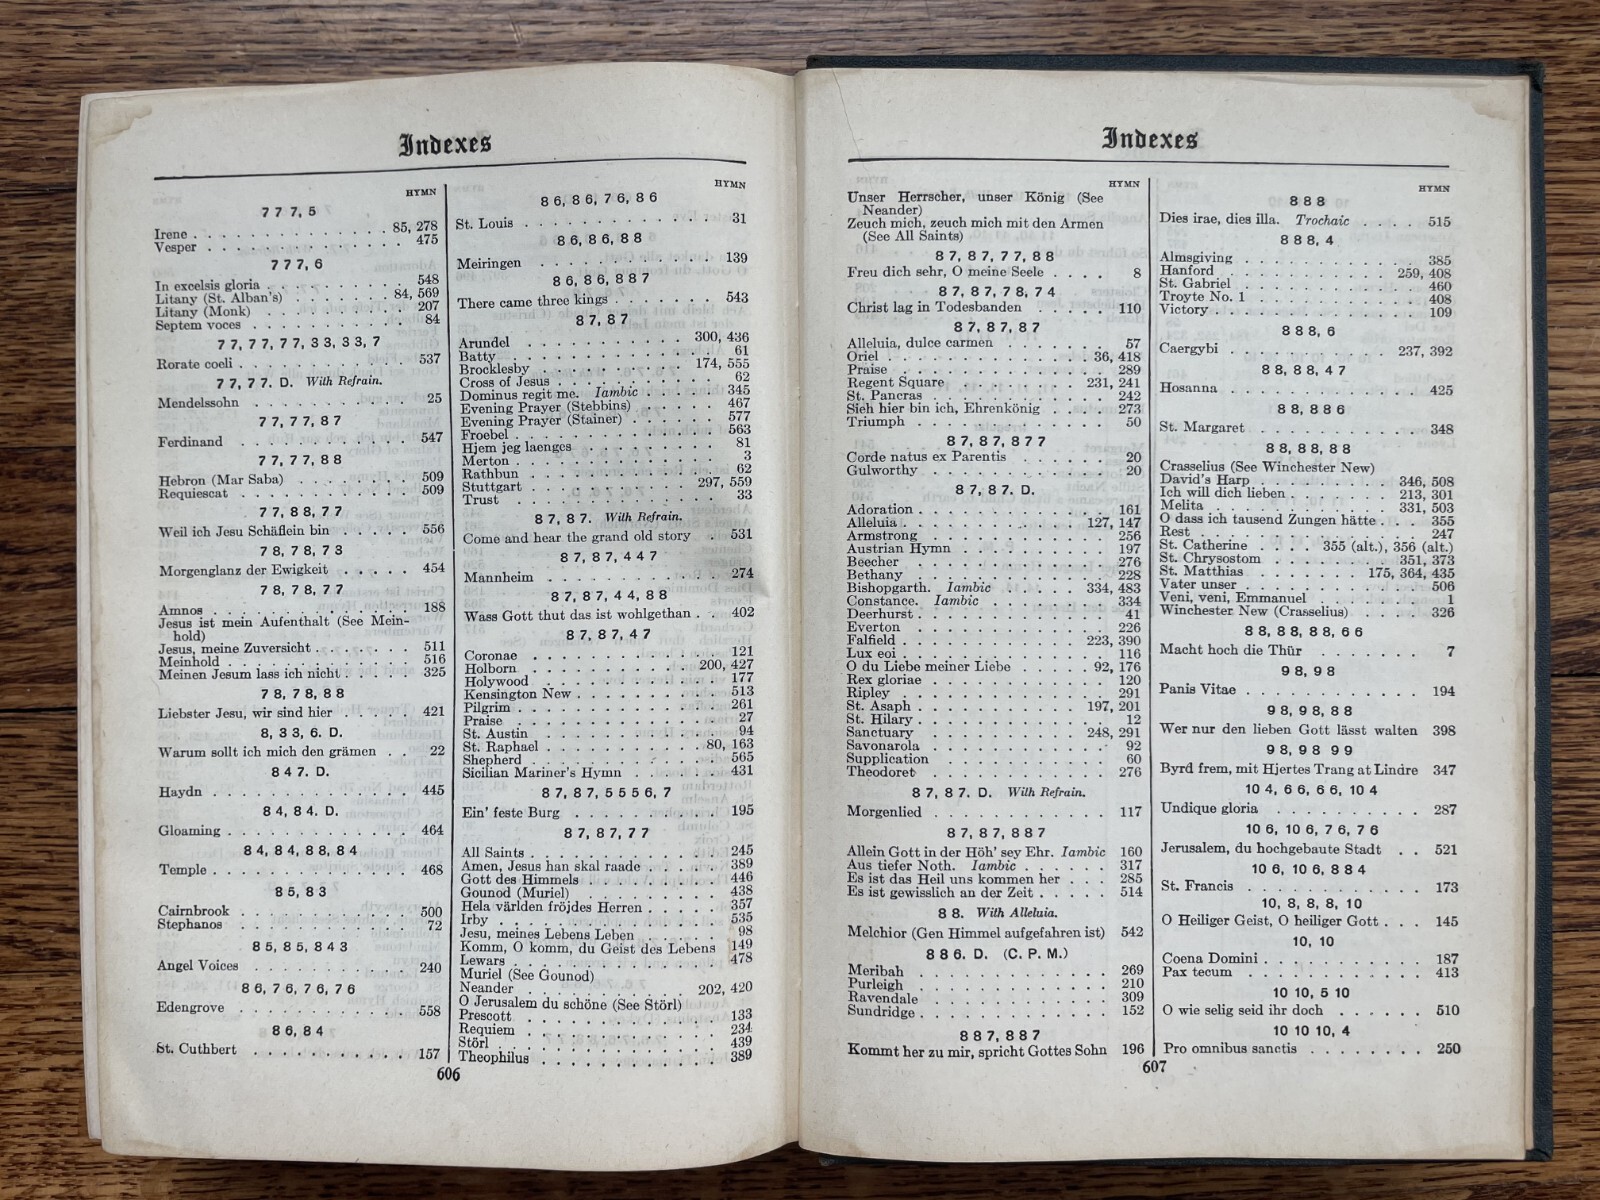 Indexes
HYMN
7 7 7, 5
Irene . . . . . . . . . . . . . . 85, 278
Vesper . . . . . . . . . . . . . . 475
7 7 7, 6
In excelsis gloria . . . . . . . . . . 548
Litany (St. Alban's) . . . . . . . . 84, 569
Litany (Monk) . . . . . . . . . . . 207
Septem voces . . . . . . . . . . . 84
7 7, 7 7, 7 7, 3 3, 3 3, 7
Rorate coeli . . . . . . . . . . . . 537
7 7, 7 7. D. With Refrain.
Mendelssohn . . . . . . . . . . . 25
7 7, 7 7, 8 7
Ferdinand . . . . . . . . . . . . 547
7 7, 7 7, 8 8
Hebron (Mar Saba) . . . . . . . . 509
Requiescat . . . . . . . . . . . . 509
7 7, 8 8, 7 7
Weil ich Jesu Schäflein bin . . . . . 556
7 8, 7 8, 7 3
Morgenglanz der Ewigkeit . . . . . 454
7 8, 7 8, 7 7
Amnos . . . . . . . . . . . . . . 188
Jesus ist mein Aufenthalt (See Mein-
hold)
Jesus, meine Zuversicht . . . . . . . 511
Meinhold . . . . . . . . . . . . . 516
Meinen Jesum lass ich nicht . . . . . 325
7 8, 7 8, 8 8
Liebster Jesu, wir sind hier . . . . . 421
8, 3 3, 6. D.
Warum sollt ich mich den grämen . . 22
8 4 7. D.
Haydn . . . . . . . . . . . . . . 445
8 4, 8 4. D.
Gloaming . . . . . . . . . . . . . 464
8 4, 8 4, 8 8, 8 4
Temple . . . . . . . . . . . . . . 468
8 5, 8 3
Cairnbrook . . . . . . . . . . . . 500
Stephanos . . . . . . . . . . . . 72
8 5, 8 5, 8 4 3
Angel Voices . . . . . . . . . . . 240
8 6, 7 6, 7 6, 7 6
Edengrove . . . . . . . . . . . . 558
8 6, 8 4
St. Cuthbert . . . . . . . . . . . 157
HYMN
8 6, 8 6, 7 6, 8 6
St. Louis . . . . . . . . . . . . . 31
8 6, 8 6, 8 8
Meiringen . . . . . . . . . . . . 139
8 6, 8 6, 8 8 7
There came three kings . . . . . . . 543
8 7, 8 7
Arundel . . . . . . . . . . . . 300, 436
Batty . . . . . . . . . . . . . . 61
Brocklesby . . . . . . . . . . . 174, 555
Cross of Jesus . . . . . . . . . . . 62
Dominus regit me. Iambic . . . . . . 345
Evening Prayer (Stebbins) . . . . . . 467
Evening Prayer (Stainer) . . . . . . 577
Froebel . . . . . . . . . . . . . 563
Hjem jeg laenges . . . . . . . . . . 81
Merton . . . . . . . . . . . . . . 3
Rathbun . . . . . . . . . . . . . 62
Stuttgart . . . . . . . . . . . 297, 559
Trust . . . . . . . . . . . . . . 33
8 7, 8 7. With Refrain.
Come and hear the grand old story . 531
8 7, 8 7, 4 4 7
Mannheim . . . . . . . . . . . . 274
8 7, 8 7, 4 4, 8 8
Wass Gott thut das ist wohlgethan . . 402
8 7, 8 7, 4 7
Coronae . . . . . . . . . . . . . 121
Holborn . . . . . . . . . . . . 200, 427
Holywood . . . . . . . . . . . . 177
Kensington New . . . . . . . . . . 513
Pilgrim . . . . . . . . . . . . . 261
Praise . . . . . . . . . . . . . . 27
St. Austin . . . . . . . . . . . . 94
St. Raphael . . . . . . . . . . 80, 163
Shepherd . . . . . . . . . . . . 565
Sicilian Mariner's Hymn . . . . . . . 431
8 7, 8 7, 5 5 5 6, 7
Ein' feste Burg . . . . . . . . . . 195
8 7, 8 7, 7 7
All Saints . . . . . . . . . . . . 245
Amen, Jesus han skal raade . . . . . 389
Gott des Himmels . . . . . . . . . 446
Gounod (Muriel) . . . . . . . . . . 438
Hela världen fröjdes Herren . . . . . 357
Irby . . . . . . . . . . . . . . 535
Jesu, meines Lebens Leben . . . . . 98
Komm, O komm, du Geist des Lebens 149
Lewars . . . . . . . . . . . . . 478
Muriel (See Gounod)
Neander . . . . . . . . . . . . 202, 420
O Jerusalem du schöne (See Störl)
Prescott . . . . . . . . . . . . . 133
Requiem . . . . . . . . . . . . . 234
Störl . . . . . . . . . . . . . . 439
Theophilus . . . . . . . . . . . . 389
606
Indexes
HYMN
Unser Herrscher, unser König (See
Neander)
Zeuch mich, zeuch mich mit den Armen
(See All Saints)
8 7, 8 7, 7 7, 8 8
Freu dich sehr, O meine Seele . . . . 8
8 7, 8 7, 7 8, 7 4
Christ lag in Todesbanden . . . . . 110
8 7, 8 7, 8 7
Alleluia, dulce carmen . . . . . . . 57
Oriel . . . . . . . . . . . . . 36, 418
Praise . . . . . . . . . . . . . . 289
Regent Square . . . . . . . . . 231, 241
St. Pancras . . . . . . . . . . . . 242
Sieh hier bin ich, Ehrenkönig . . . . 273
Triumph . . . . . . . . . . . . . 50
8 7, 8 7, 8 7 7
Corde natus ex Parentis . . . . . . 20
Gulworthy . . . . . . . . . . . . 20
8 7, 8 7. D.
Adoration . . . . . . . . . . . . . 161
Alleluia . . . . . . . . . . . . 127, 147
Armstrong . . . . . . . . . . . . 256
Austrian Hymn . . . . . . . . . . 197
Beecher . . . . . . . . . . . . . 276
Bethany . . . . . . . . . . . . . 228
Bishopgarth. Iambic . . . . . . 334, 483
Constance. Iambic . . . . . . . . . 334
Deerhurst . . . . . . . . . . . . . 41
Everton . . . . . . . . . . . . . 226
Falfield . . . . . . . . . . . . 223, 390
Lux eoi . . . . . . . . . . . . . 116
O du Liebe meiner Liebe . . . . . 92, 176
Rex gloriae . . . . . . . . . . . . 120
Ripley . . . . . . . . . . . . . . 291
St. Asaph . . . . . . . . . . . 197, 201
St. Hilary . . . . . . . . . . . . . 12
Sanctuary . . . . . . . . . . . 248, 291
Savonarola . . . . . . . . . . . . 92
Supplication . . . . . . . . . . . 60
Theodoret . . . . . . . . . . . . 276
8 7, 8 7. D. With Refrain.
Morgenlied . . . . . . . . . . . . 117
8 7, 8 7, 8 8 7
Allein Gott in der Höh' sey Ehr. Iambic 160
Aus tiefer Noth. Iambic . . . . . . 317
Es ist das Heil uns kommen her . . . 285
Es ist gewisslich an der Zeit . . . . . 514
8 8. With Alleluia.
Melchior (Gen Himmel aufgefahren ist) 542
8 8 6. D. (C. P. M.)
Meribah . . . . . . . . . . . . . 269
Purleigh . . . . . . . . . . . . . 210
Ravendale . . . . . . . . . . . . 309
Sundridge . . . . . . . . . . . . . 152
8 8 7, 8 8 7
Kommt her zu mir, spricht Gottes Sohn 196
HYMN
8 8 8
Dies irae, dies illa. Trochaic . . . . 515
8 8 8, 4
Almsgiving . . . . . . . . . . . . 385
Hanford . . . . . . . . . . . . 259, 408
St. Gabriel . . . . . . . . . . . . 460
Troyte No. 1 . . . . . . . . . . . 408
Victory . . . . . . . . . . . . . . 109
8 8 8, 6
Caergybi . . . . . . . . . . . 237, 392
8 8, 8 8, 4 7
Hosanna . . . . . . . . . . . . . 425
8 8, 8 8 6
St. Margaret . . . . . . . . . . . 348
8 8, 8 8, 8 8
Crasselius (See Winchester New)
David's Harp . . . . . . . . . . 346, 508
Ich will dich lieben . . . . . . . 213, 301
Melita . . . . . . . . . . . . . 331, 503
O dass ich tausend Zungen hätte . . . 355
Rest . . . . . . . . . . . . . . . 247
St. Catherine . . . . 355 (alt.), 356 (alt.)
St. Chrysostom . . . . . . . . . 351, 373
St. Matthias . . . . . . . . 175, 364, 435
Vater unser . . . . . . . . . . . . 506
Veni, veni, Emmanuel . . . . . . . . 1
Winchester New (Crasselius) . . . . . 326
8 8, 8 8, 8 8, 6 6
Macht hoch die Thür . . . . . . . 7
9 8, 9 8
Panis Vitae . . . . . . . . . . . . 194
9 8, 9 8, 8 8
Wer nur den lieben Gott lässt walten 398
9 8, 9 8 9 9
Byrd frem, mit Hjertes Trang at Lindre 347
10 4, 6 6, 6 6, 10 4
Undique gloria . . . . . . . . . . 287
10 6, 10 6, 7 6, 7 6
Jerusalem, du hochgebaute Stadt . . 521
10 6, 10 6, 8 8 4
St. Francis . . . . . . . . . . . . 173
10, 8, 8, 8, 10
O Heiliger Geist, O heiliger Gott . . . 145
10, 10
Coena Domini . . . . . . . . . . . 187
Pax tecum . . . . . . . . . . . . 413
10 10, 5 10
O wie selig seid ihr doch . . . . . . 510
10 10 10, 4
Pro omnibus sanctis . . . . . . . . 250
607